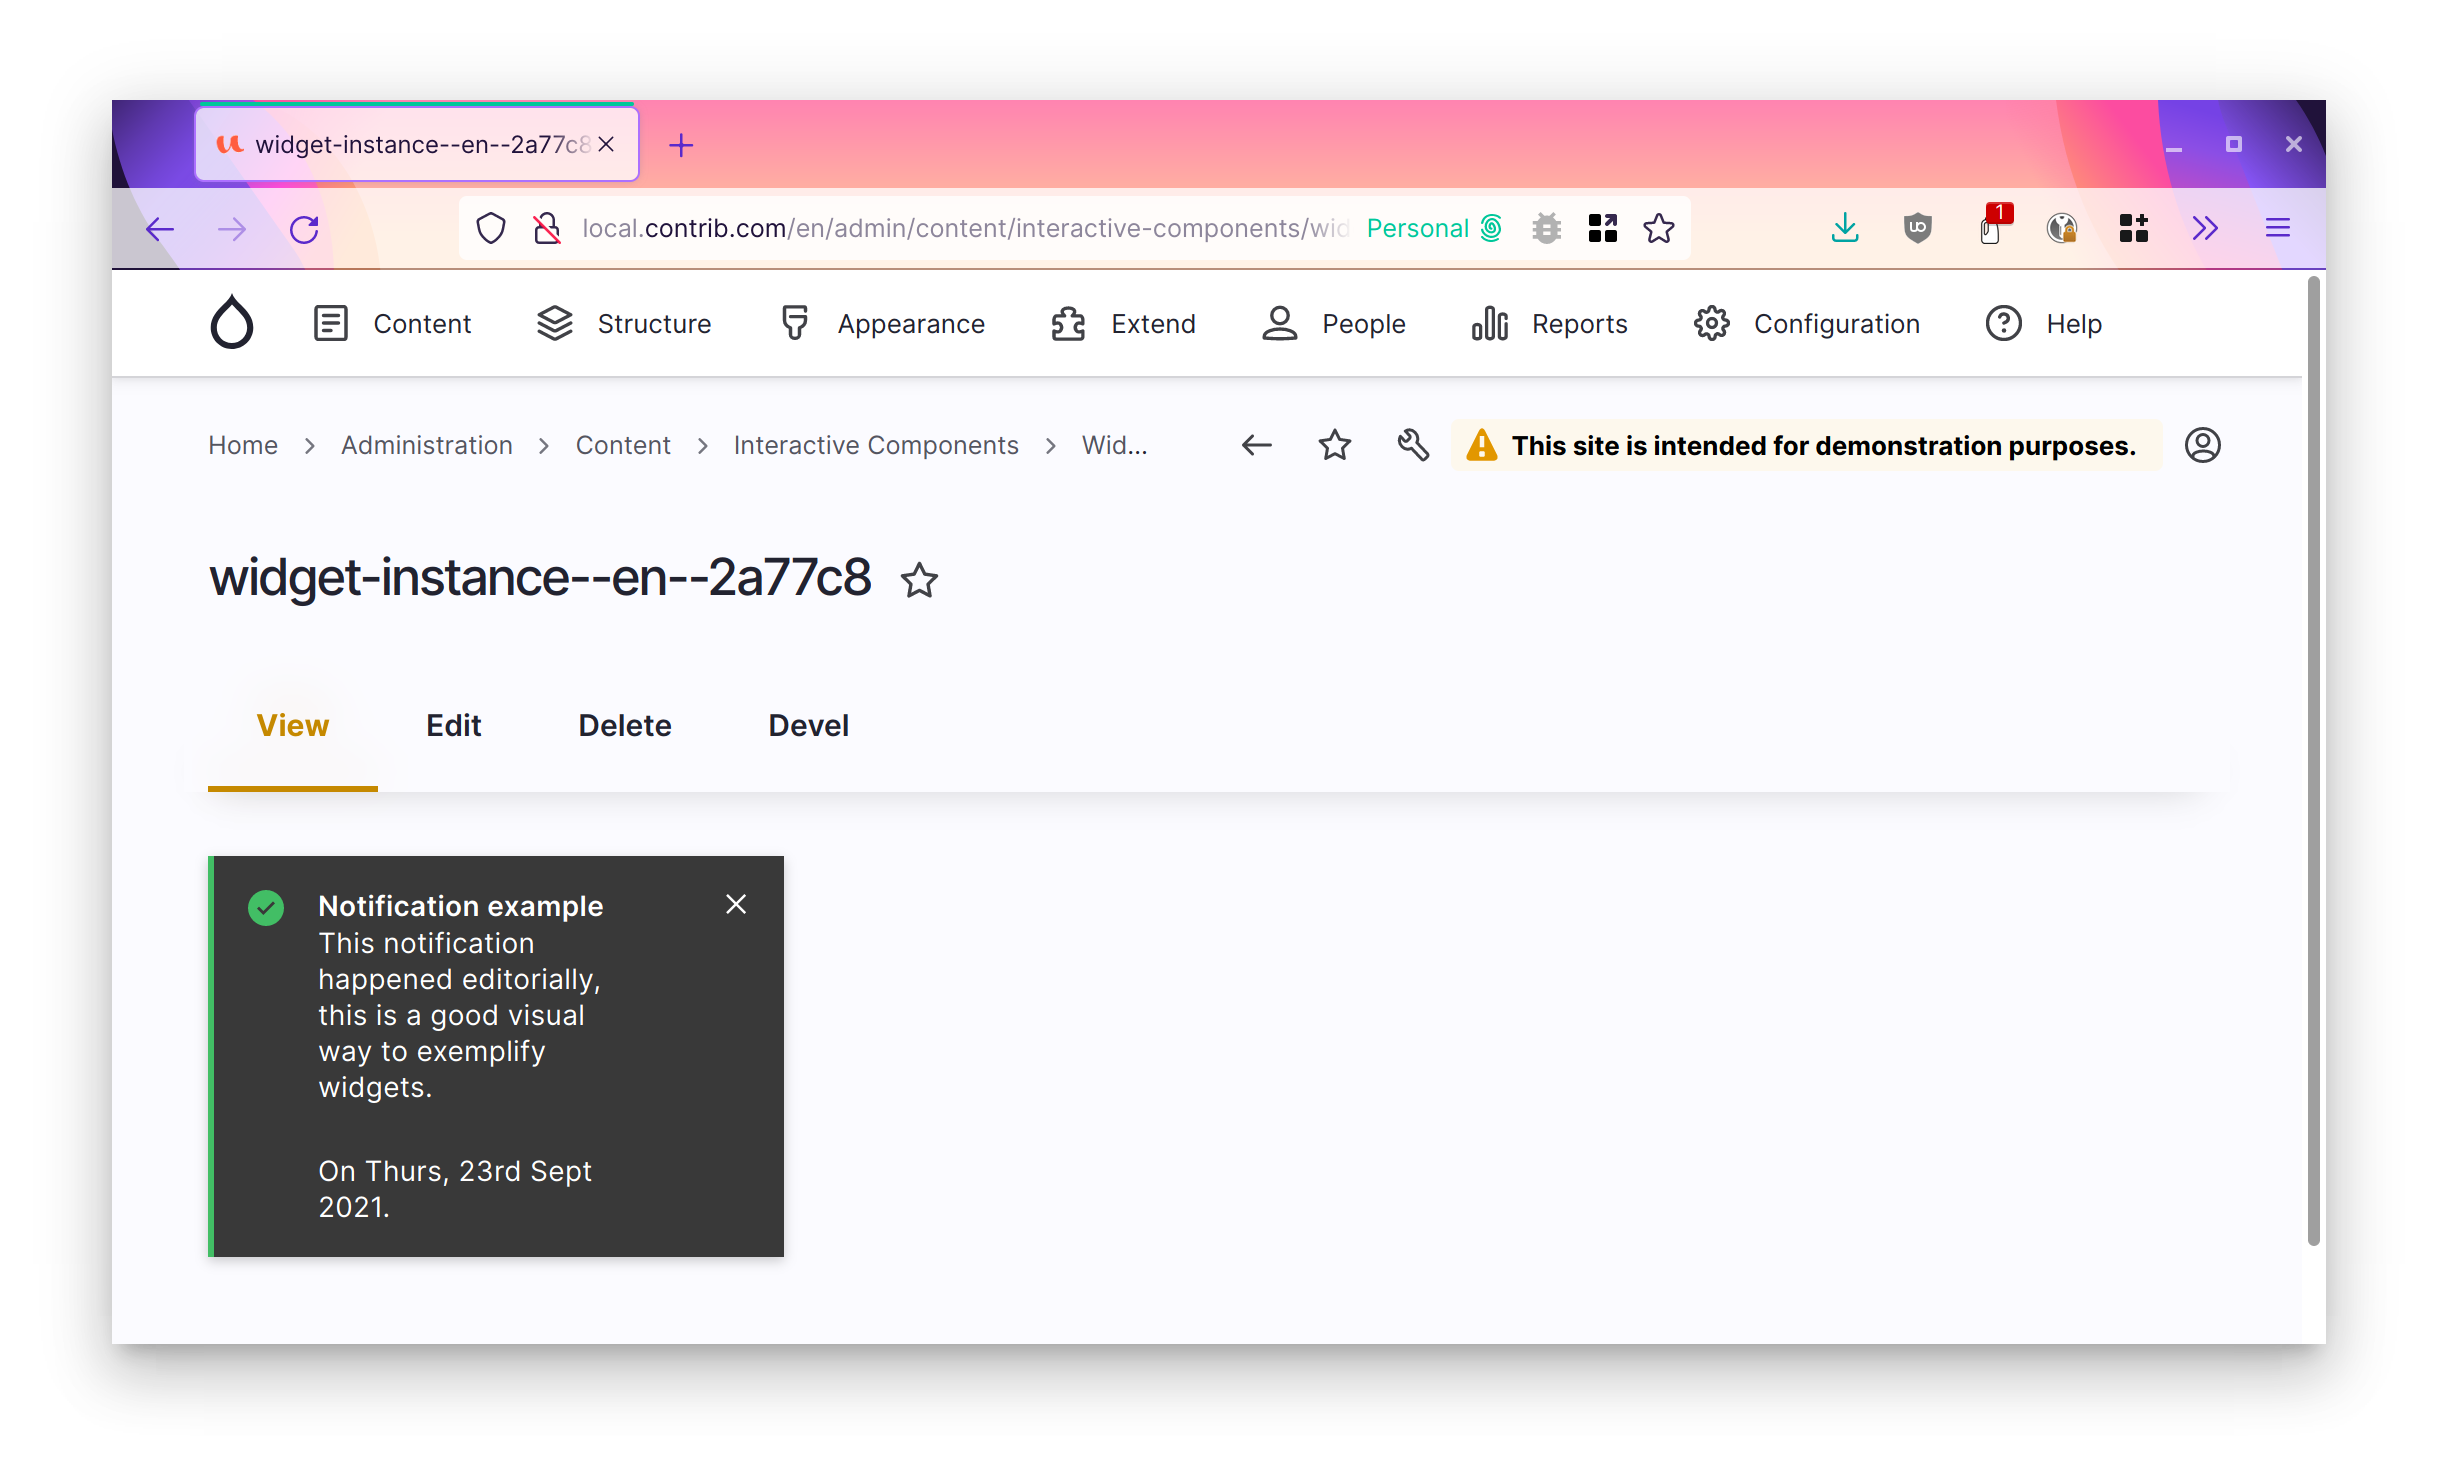 widget-instance--en--2a77c8
local.contrib.com/en/admin/content/interactive-components/wid Personal
1
Content Structure Appearance Extend People Reports Configuration Help
Home Administration Content Interactive Components Wid... This site is intended for demonstration purposes.
widget-instance--en--2a77c8
View Edit Delete Devel
Notification example
This notification
happened editorially,
this is a good visual
way to exemplify
widgets.
On Thurs, 23rd Sept
2021.